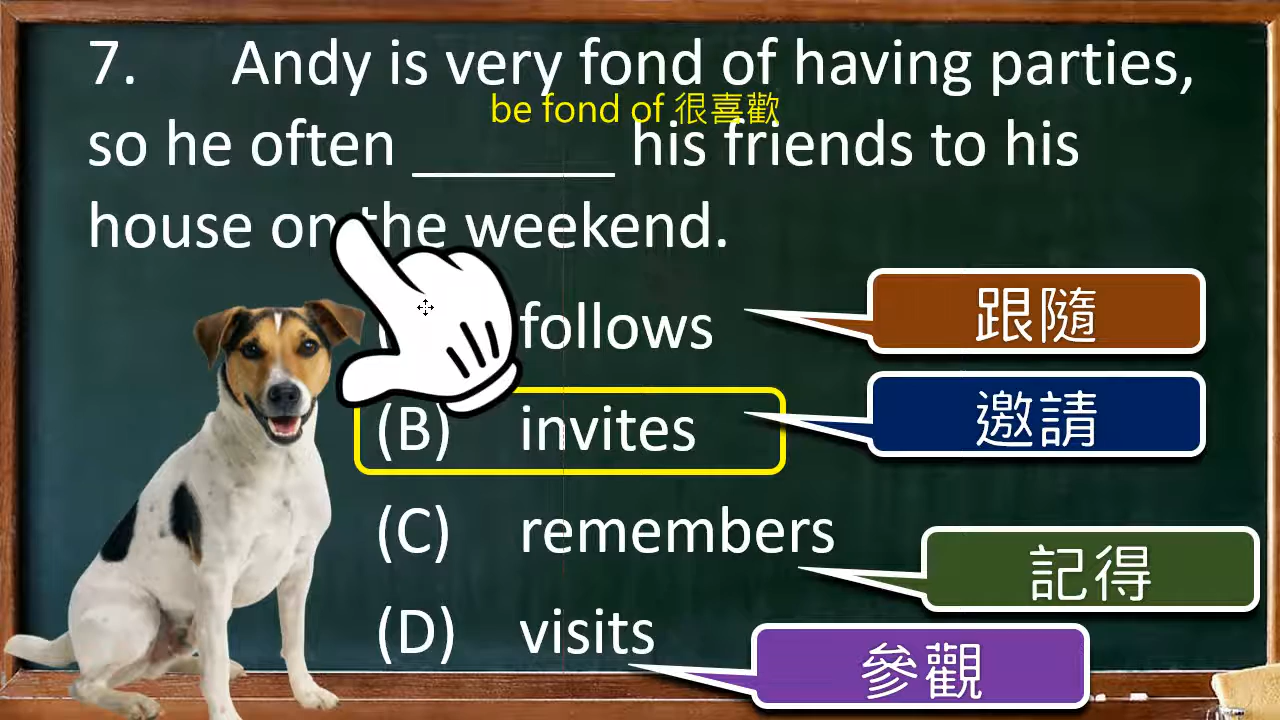 7. Andy is very fond of having parties,
be fond of 很喜歡
so he often ______ his friends to his
house on the weekend.
follows
跟隨
(B) invites
邀請
(C) remembers
記得
(D) visits
參觀